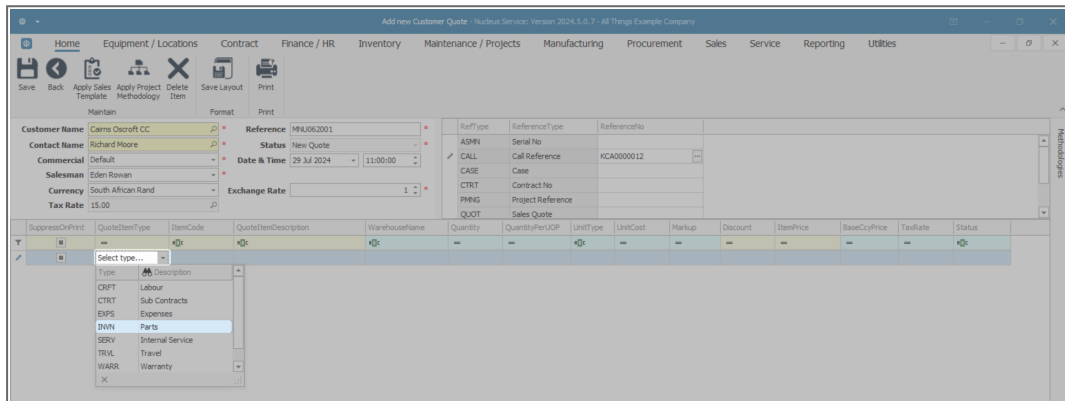 Add new Customer Quote - Nucleus Service: Version 2024.5.0.7 - All Things Example Company
Home Equipment / Locations Contract Finance / HR Inventory Maintenance / Projects Manufacturing Procurement Sales Service Reporting Utilities
Save Back Apply Sales Template Apply Project Methodology Delete Item Save Layout Print
Maintain Format Print
Customer Name Cairns Oscroft CC * Reference MNU062001 *
Contact Name Richard Moore * Status New Quote *
Commercial Default * Date & Time 29 Jul 2024 11:00:00 *
Salesman Eden Rowan *
Currency South African Rand Exchange Rate 1 *
Tax Rate 15.00
RefType ReferenceType ReferenceNo
ASMN Serial No
CALL Call Reference KCA0000012 ...
CASE Case
CTRT Contract No
PMNG Project Reference
QUOT Sales Quote
Methodologies
SuppressOnPrint QuoteItemType ItemCode QuoteItemDescription WarehouseName Quantity QuantityPerUOP UnitType UnitCost Markup Discount ItemPrice BaseCcyPrice TaxRate Status
Select type...
Type Description
CRFT Labour
CTRT Sub Contracts
EXPS Expenses
INVN Parts
SERV Internal Service
TRVL Travel
WARR Warranty